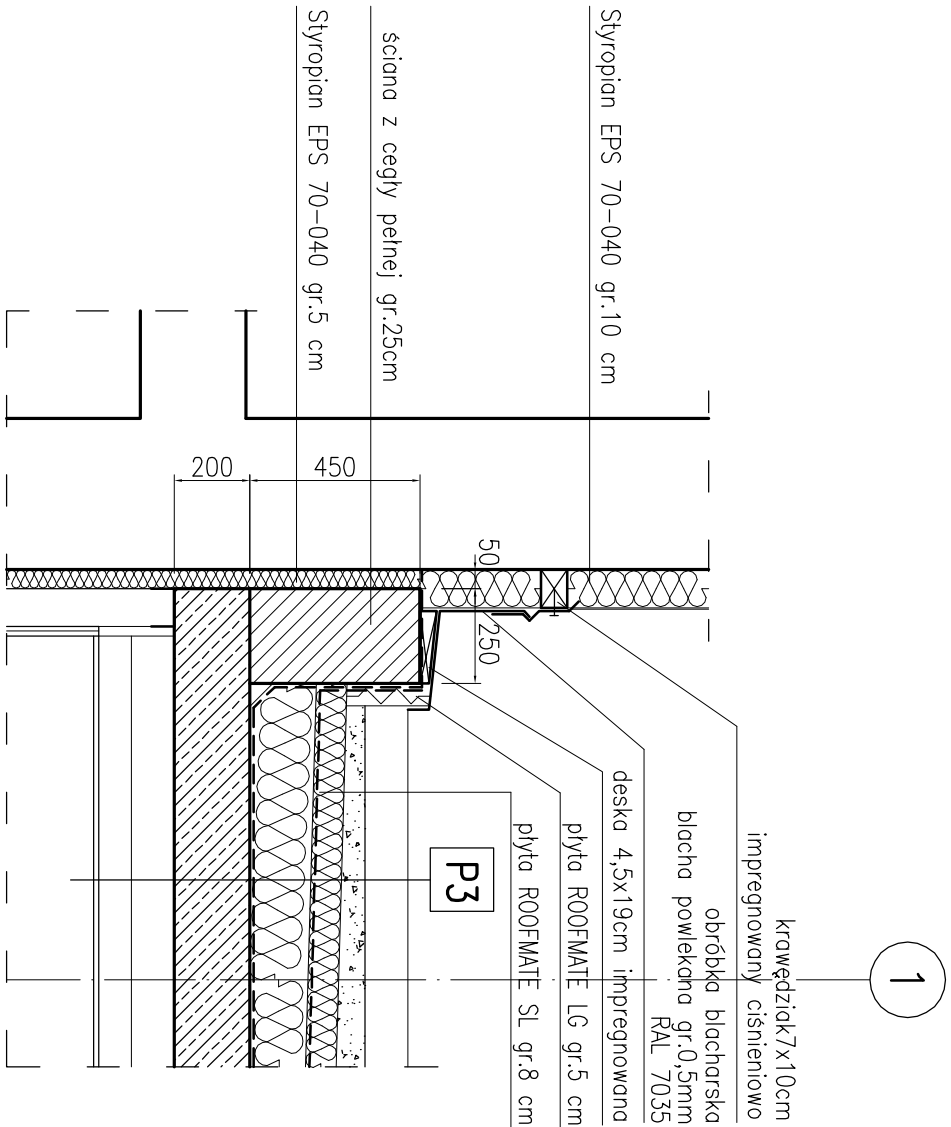 krawędziak7x10cm
impregnowany ciśnieniowo
obróbka blacharska
blacha powlekana gr.0,5mm
RAL 7035
deska 4,5x19cm impregnowana
płyta ROOFMATE LG gr.5 cm
płyta ROOFMATE SL gr.8 cm
Styropian EPS 70-040 gr.10 cm
ściana z cegły pełnej gr.25cm
Styropian EPS 70-040 gr.5 cm
200
450
50
250
P3
1